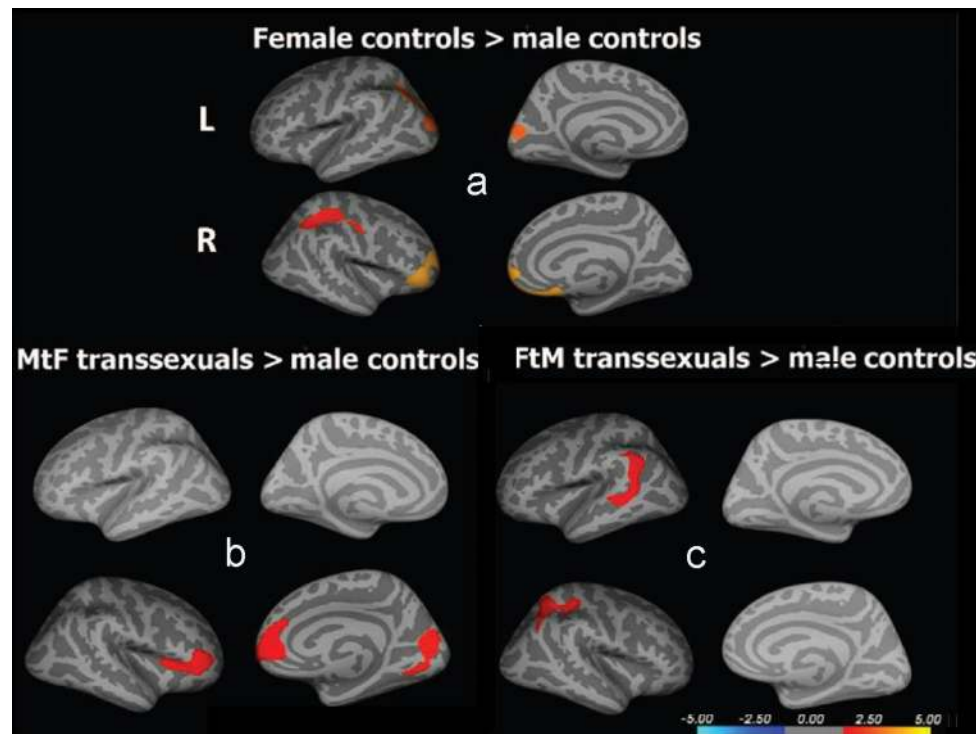 Female controls > male controls
L
a
R
MtF transsexuals > male controls
FtM transsexuals > male controls
b
c
-5.00 -2.50 0.00 2.50 5.00